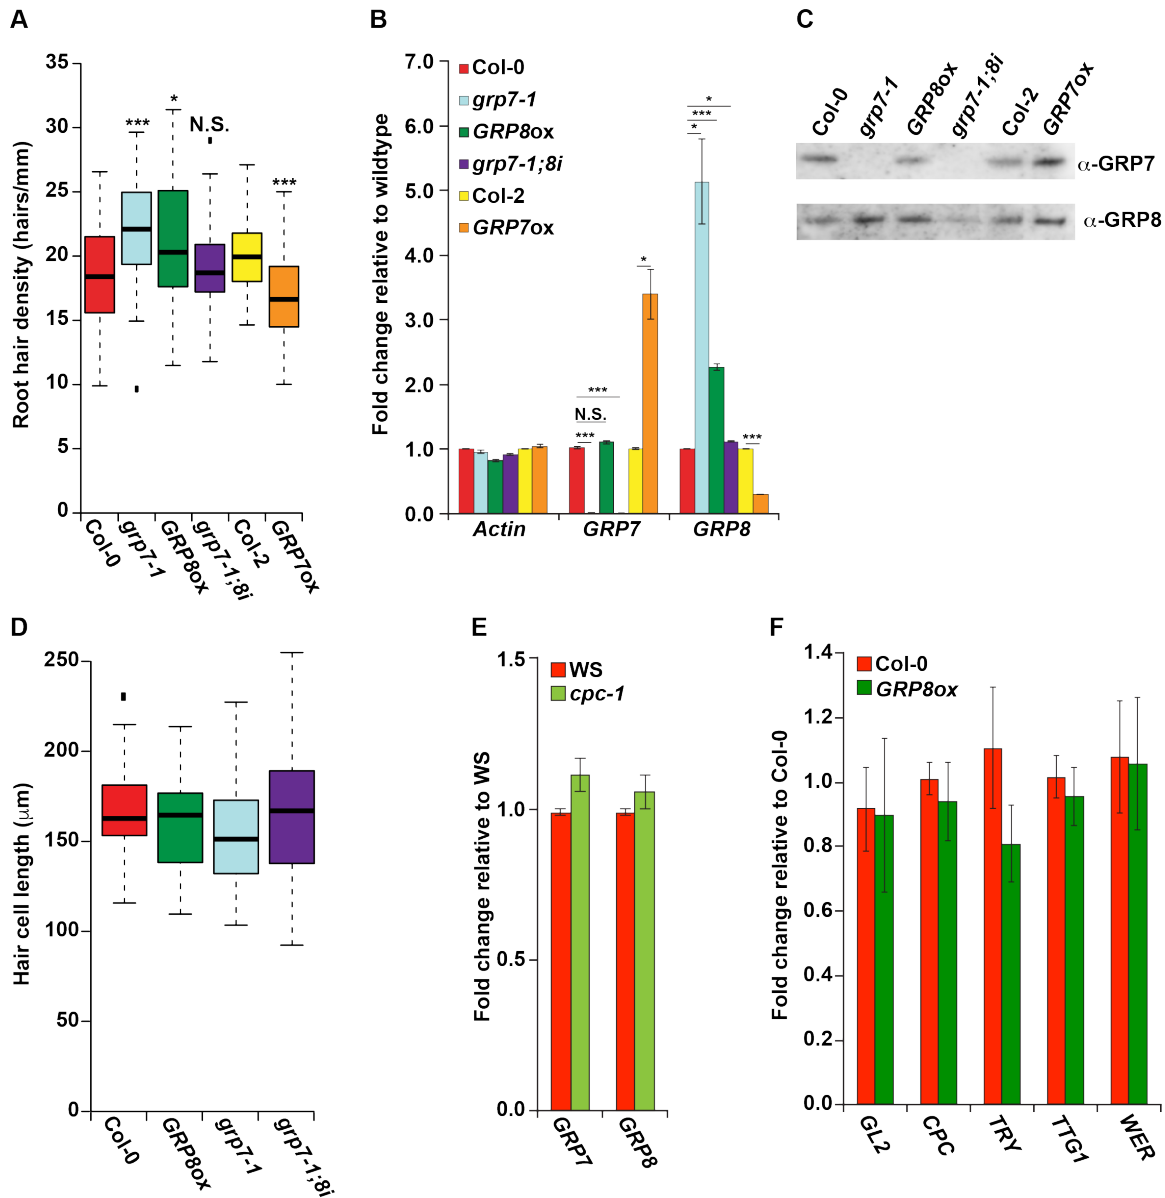 A
Root hair density (hairs/mm)
35
30
25
20
15
10
5
0
***
*
N.S.
***
Col-0
grp7-1
GRP8ox
grp7-1;8i
Col-2
GRP7ox
B
Fold change relative to wildtype
7.0
6.0
5.0
4.0
3.0
2.0
1.0
0.0
Col-0
grp7-1
GRP8ox
grp7-1;8i
Col-2
GRP7ox
***
N.S.
***
*
*
***
*
***
Actin
GRP7
GRP8
C
Col-0
grp7-1
GRP8ox
grp7-1;8i
Col-2
GRP7ox
α-GRP7
α-GRP8
D
Hair cell length (μm)
250
200
150
100
50
0
Col-0
GRP8ox
grp7-1
grp7-1;8i
E
Fold change relative to WS
1.5
1.0
0.5
0.0
WS
cpc-1
GRP7
GRP8
F
Fold change relative to Col-0
1.4
1.2
1.0
0.8
0.6
0.4
0.2
0.0
Col-0
GRP8ox
GL2
CPC
TRY
TTG1
WER